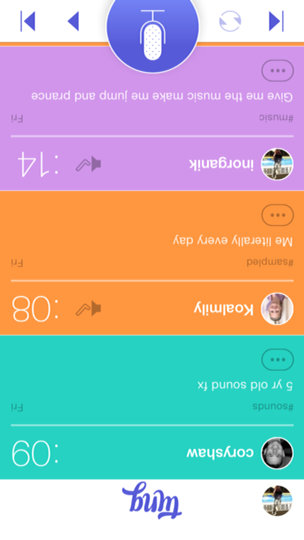 coryshaw :09
#sounds Fri
5 yr old sound fx
Koalmily :08
#sampled Fri
Me literally every day
inorganik :14
#music Fri
Give me the music make me jump and prance